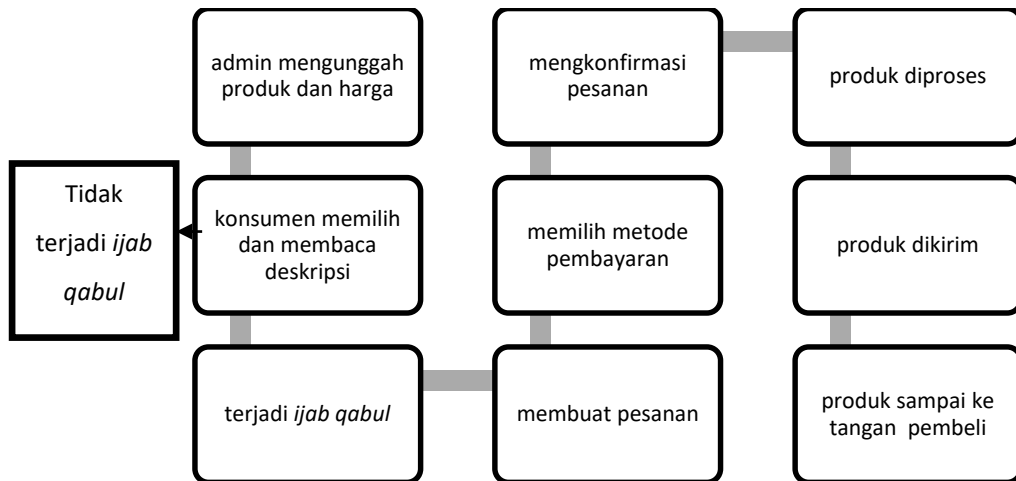 admin mengunggah
produk dan harga
Tidak
terjadi ijab
qabul
konsumen memilih
dan membaca
deskripsi
terjadi ijab qabul
membuat pesanan
memilih metode
pembayaran
mengkonfirmasi
pesanan
produk diproses
produk dikirim
produk sampai ke
tangan pembeli